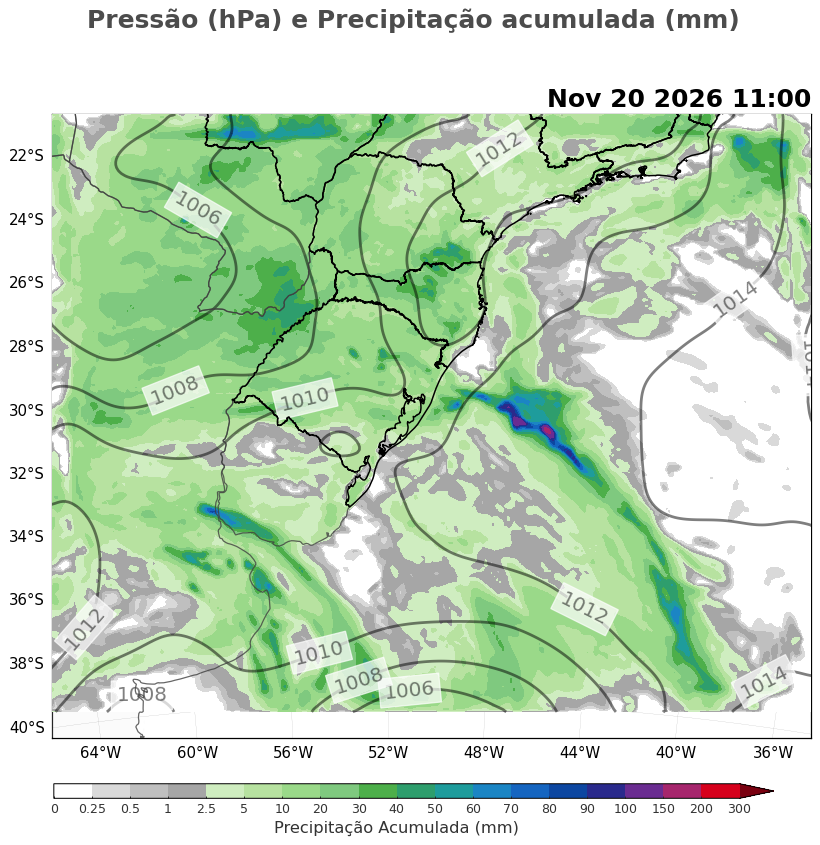 Pressão (hPa) e Precipitação acumulada (mm)
Nov 20 2026 11:00
22°S
24°S
26°S
28°S
30°S
32°S
34°S
36°S
38°S
40°S
1012
1006
1014
1008
1010
1012
1012
1010
1008
1006
1008
1014
64°W 60°W 56°W 52°W 48°W 44°W 40°W 36°W
0 0.25 0.5 1 2.5 5 10 20 30 40 50 60 70 80 90 100 150 200 300
Precipitação Acumulada (mm)